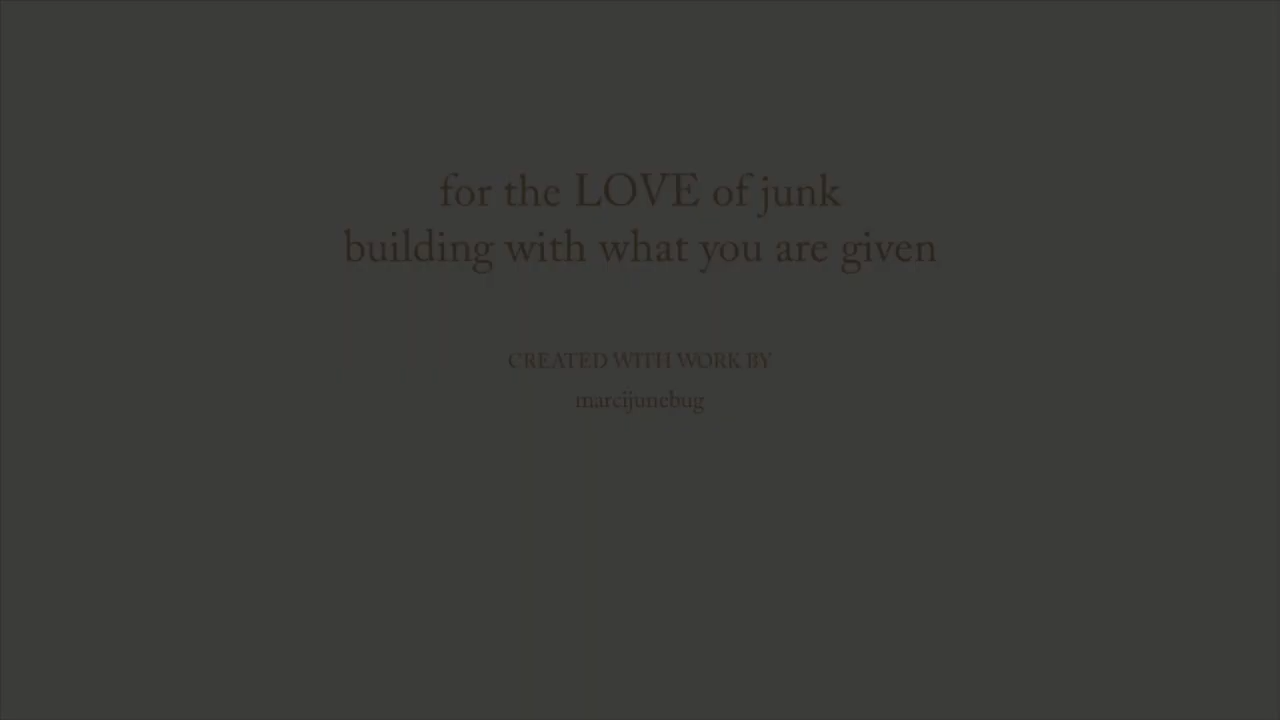 for the LOVE of junk
building with what you are given
CREATED WITH WORK BY
marcijunebug